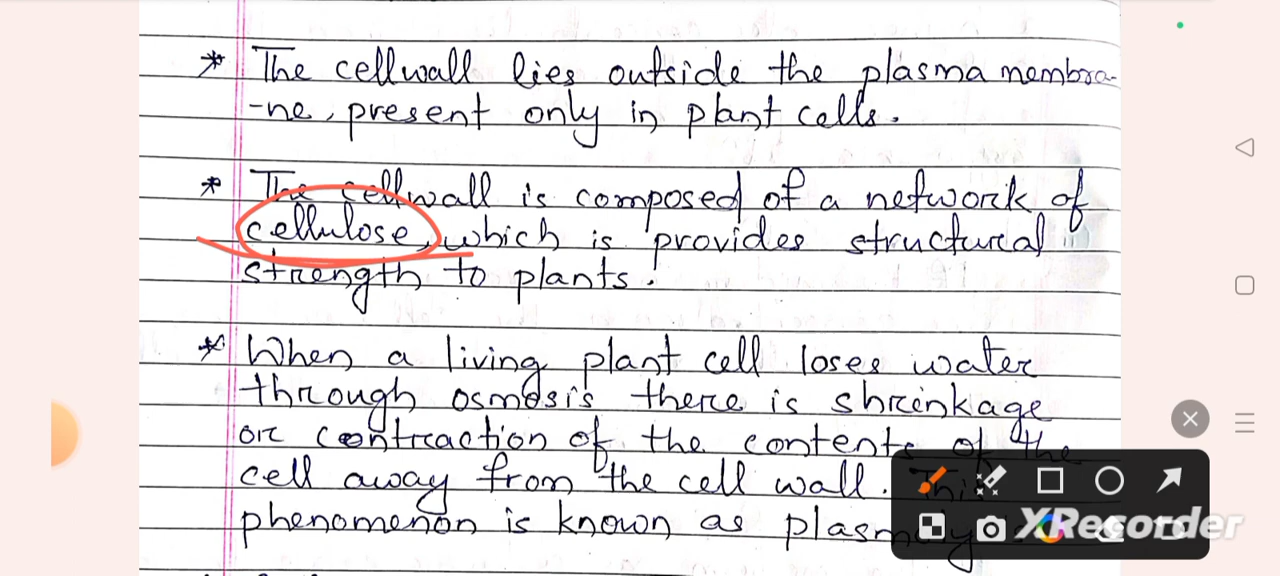 * The cellwall lies outside the plasma membra-
-ne, present only in plant cells.
* The cellwall is composed of a network of
cellulose, which is provides structural
strength to plants.
* When a living plant cell loses water
through osmosis there is shrinkage
or contraction of the contents of the
cell away from the cell wall. This
phenomenon is known as
XRecorder